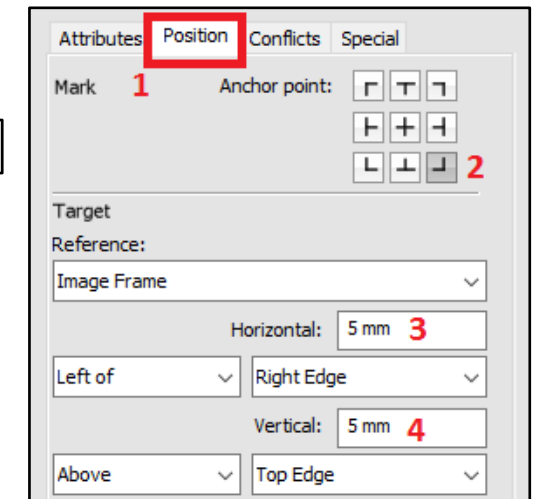 Attributes Position Conflicts Special
Mark 1 Anchor point:
2
Target
Reference:
Image Frame
Horizontal: 5 mm 3
Left of Right Edge
Vertical: 5 mm 4
Above Top Edge